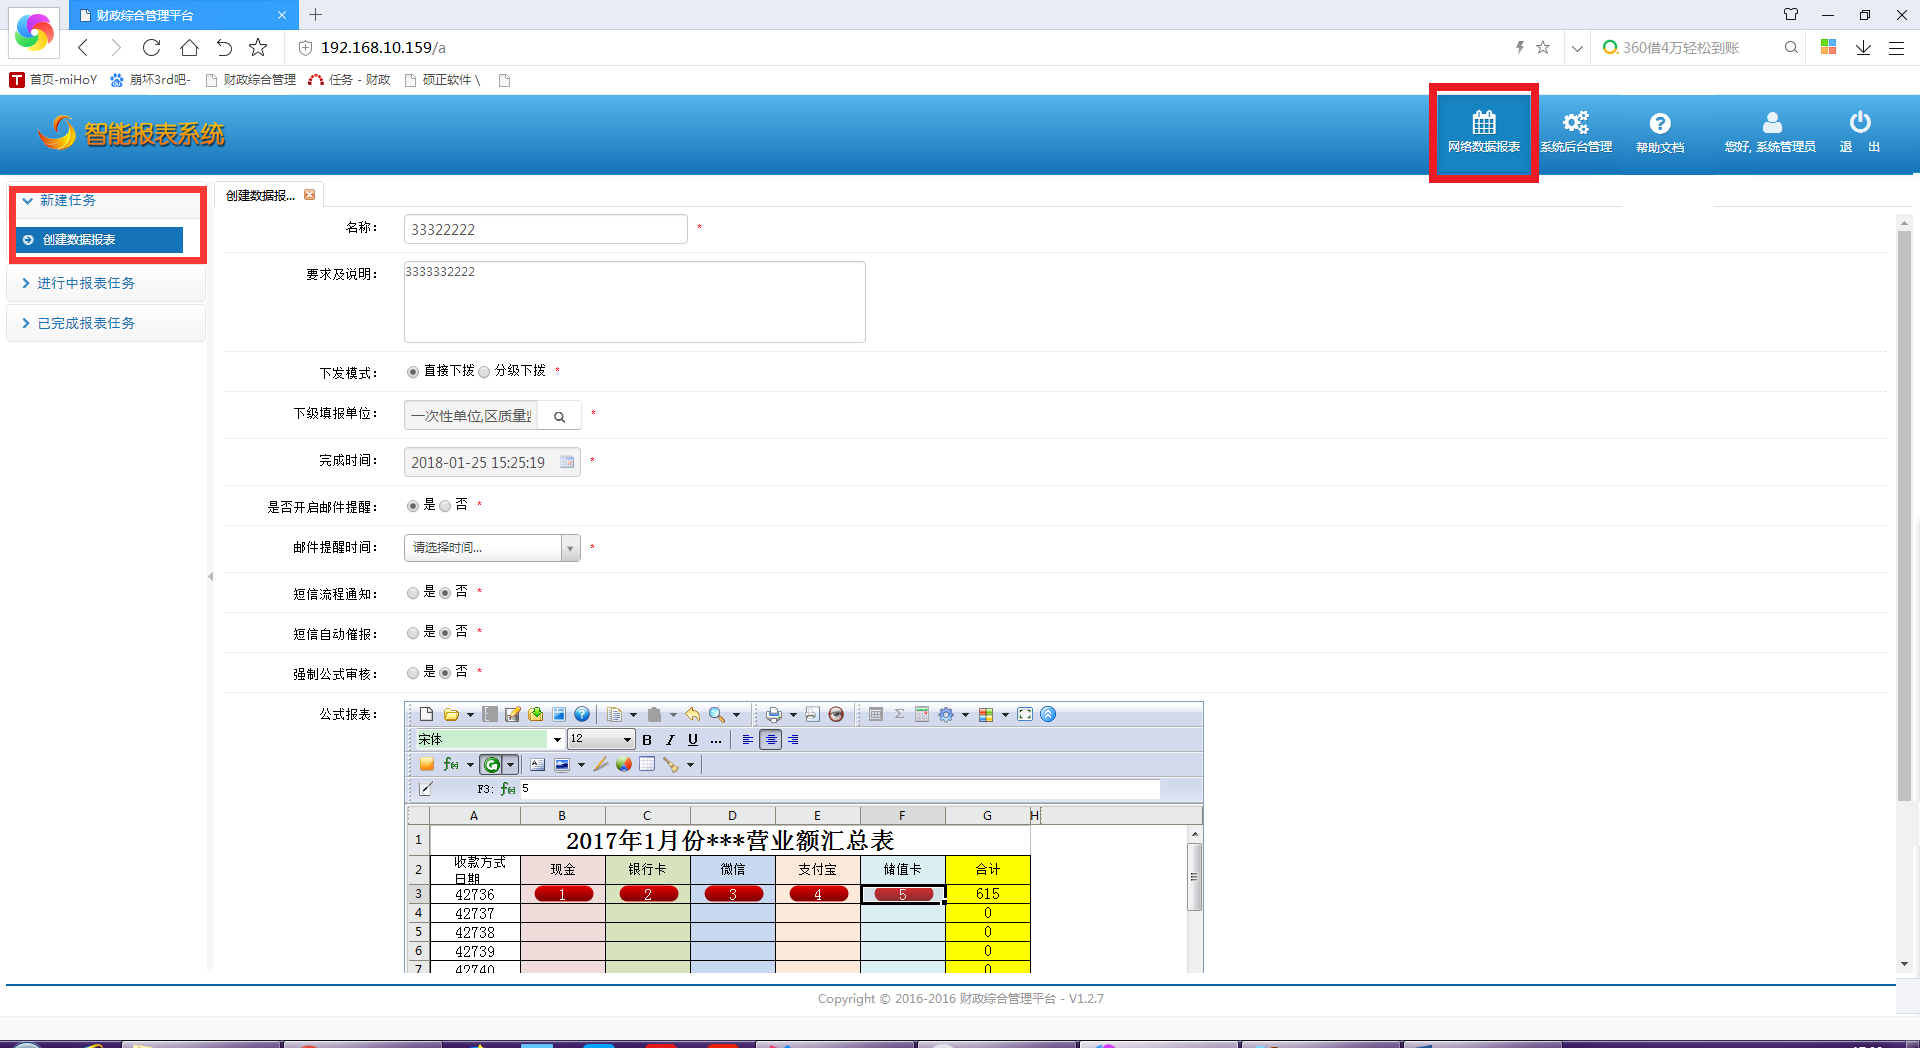 财政综合管理平台
192.168.10.159/a
360借4万轻松到账
首页-miHoY 崩坏3rd吧- 财政综合管理 任务 - 财政 硕正软件 \
智能报表系统
网络数据报表 系统后台管理 帮助文档 您好, 系统管理员 退 出
新建任务
创建数据报表
进行中报表任务
已完成报表任务
创建数据报...
名称： 33322222 *
要求及说明： 3333332222
下发模式： 直接下拨 分级下拨 *
下级填报单位： 一次性单位,区质量 *
完成时间： 2018-01-25 15:25:19 *
是否开启邮件提醒： 是 否 *
邮件提醒时间： 请选择时间... *
短信流程通知： 是 否 *
短信自动催报： 是 否 *
强制公式审核： 是 否 *
公式报表：
宋体 12 B I U ...
F3: f(x) 5
A B C D E F G H
1 2017年1月份***营业额汇总表
2 收款方式 日期 现金 银行卡 微信 支付宝 储值卡 合计
3 42736 1 2 3 4 5 615
4 42737 0
5 42738 0
6 42739 0
7 42740 0
Copyright © 2016-2016 财政综合管理平台 - V1.2.7